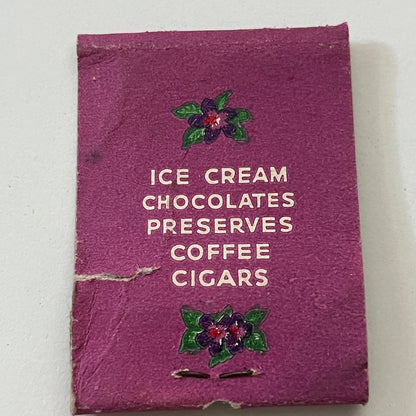 ICE CREAM
CHOCOLATES
PRESERVES
COFFEE
CIGARS